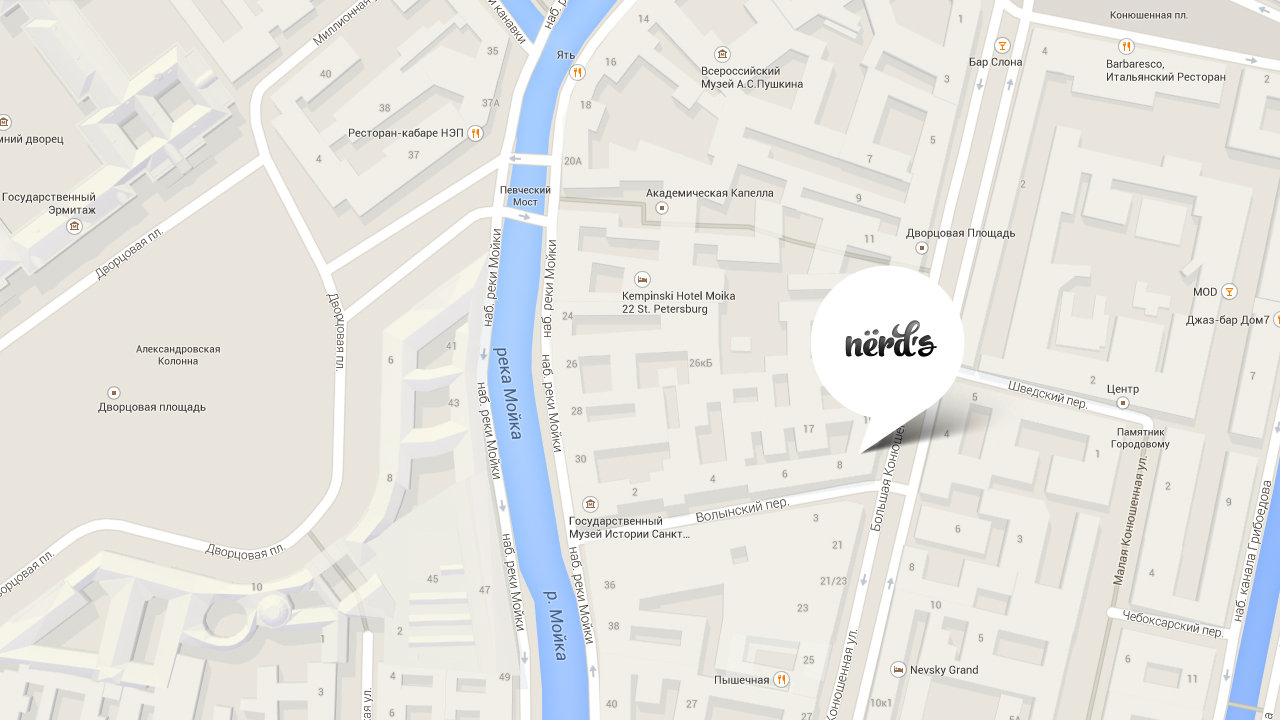 14
1
Конюшенная пл.
Миллионная ул.
канавки
наб. р.
35
Ять
16
Всероссийский
Музей А.С.Пушкина
Бар Слона
4
Barbaresco,
Итальянский Ресторан
2
40
3
38
37А
18
мний дворец
Ресторан-кабаре НЭП
4
37
20А
7
5
Певческий
Мост
Академическая Капелла
9
2
Государственный
Эрмитаж
Дворцовая пл.
11
Дворцовая Площадь
наб. реки Мойки
наб. реки Мойки
Kempinski Hotel Moika
22 St. Petersburg
MOD
Джаз-бар Дом7
Дворцовая пл.
24
nërd's
Александровская
Колонна
6
41
26
26кБ
река Мойка
наб. реки Мойки
наб. реки Мойки
Шведский пер.
2
Центр
7
Дворцовая площадь
43
28
17
5
4
Памятник
Городовому
1
30
8
8
6
4
2
Большая Конюшенная
Волынский пер.
Малая Конюшенная ул.
2
9
Государственный
Музей Истории Санкт...
3
6
3
наб. канала Грибоедова
Дворцовая пл.
Дворцовая пл.
наб. реки Мойки
наб. реки Мойки
21
10
45
47
36
21/23
8
4
р. Мойка
23
10
38
Чебоксарский пер.
1
2
5
25
6
Пышечная
Nevsky Grand
4
49
3
40
27
10к1
5А
11
Конюшенная ул.